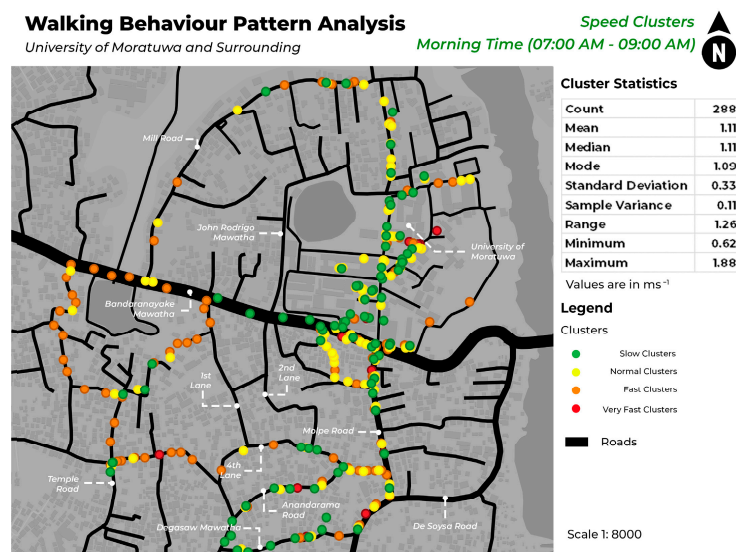 Walking Behaviour Pattern Analysis
University of Moratuwa and Surrounding
Speed Clusters
Morning Time (07:00 AM - 09:00 AM)
N
Mill Road
John Rodrigo
Mawatha
University of
Moratuwa
Bandaranayake
Mawatha
1st
Lane
2nd
Lane
Molpe Road
4th
Lane
Temple
Road
Anandarama
Road
Dogasaw Mawatha
De Soysa Road
Cluster Statistics
Count 288
Mean 1.11
Median 1.11
Mode 1.09
Standard Deviation 0.33
Sample Variance 0.11
Range 1.26
Minimum 0.62
Maximum 1.88
Values are in ms⁻¹
Legend
Clusters
Slow Clusters
Normal Clusters
Fast Clusters
Very Fast Clusters
Roads
Scale 1: 8000